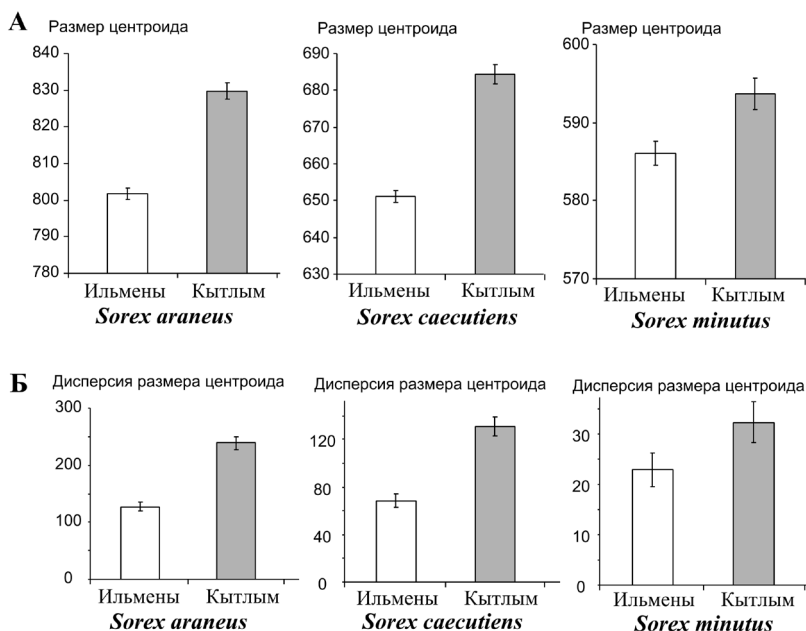 А
Размер центроида
840
830
820
810
800
790
780
Ильмены Кытлым
Sorex araneus
Размер центроида
690
680
670
660
650
640
630
Ильмены Кытлым
Sorex caecutiens
Размер центроида
600
590
580
570
Ильмены Кытлым
Sorex minutus
Б
Дисперсия размера центроида
300
200
100
0
Ильмены Кытлым
Sorex araneus
Дисперсия размера центроида
120
80
40
0
Ильмены Кытлым
Sorex caecutiens
Дисперсия размера центроида
30
20
10
0
Ильмены Кытлым
Sorex minutus